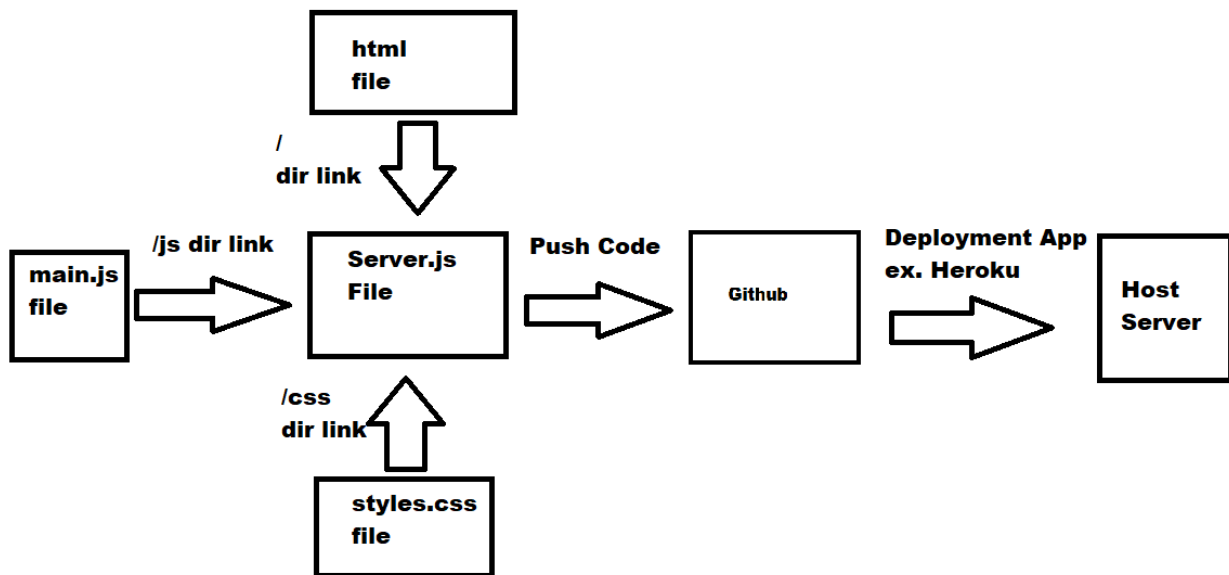 html
file
/
dir link
/js dir link
main.js
file
Server.js
File
Push Code
Github
Deployment App
ex. Heroku
Host
Server
/css
dir link
styles.css
file